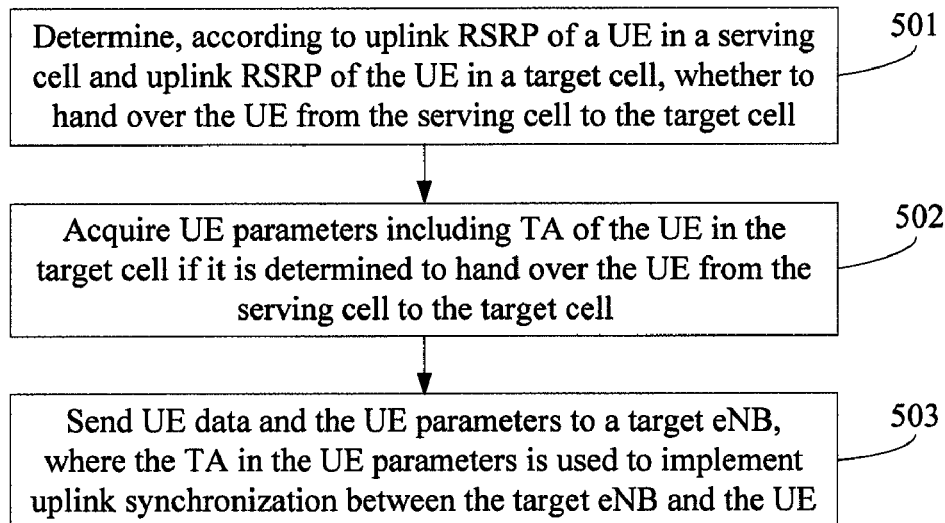 Determine, according to uplink RSRP of a UE in a serving
cell and uplink RSRP of the UE in a target cell, whether to
hand over the UE from the serving cell to the target cell
501
Acquire UE parameters including TA of the UE in the
target cell if it is determined to hand over the UE from the
serving cell to the target cell
502
Send UE data and the UE parameters to a target eNB,
where the TA in the UE parameters is used to implement
uplink synchronization between the target eNB and the UE
503